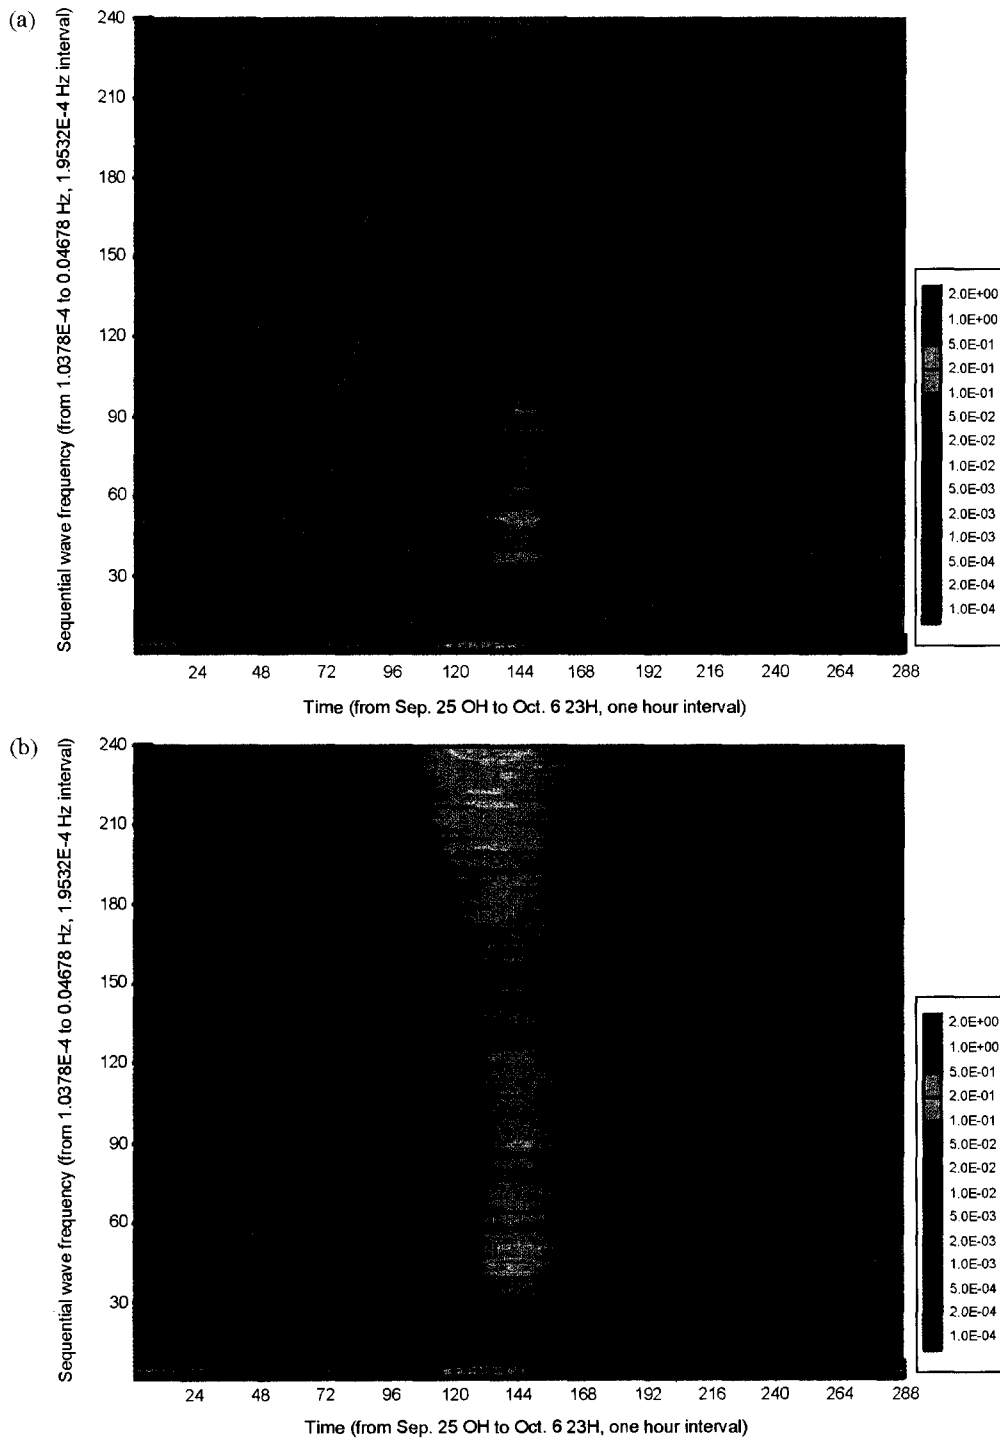 (a)
Sequential wave frequency (from 1.0378E-4 to 0.04678 Hz, 1.9532E-4 Hz interval)
240
210
180
150
120
90
60
30
24 48 72 96 120 144 168 192 216 240 264 288
Time (from Sep. 25 0H to Oct. 6 23H, one hour interval)
2.0E+00
1.0E+00
5.0E-01
2.0E-01
1.0E-01
5.0E-02
2.0E-02
1.0E-02
5.0E-03
2.0E-03
1.0E-03
5.0E-04
2.0E-04
1.0E-04
(b)
Sequential wave frequency (from 1.0378E-4 to 0.04678 Hz, 1.9532E-4 Hz interval)
240
210
180
150
120
90
60
30
24 48 72 96 120 144 168 192 216 240 264 288
Time (from Sep. 25 0H to Oct. 6 23H, one hour interval)
2.0E+00
1.0E+00
5.0E-01
2.0E-01
1.0E-01
5.0E-02
2.0E-02
1.0E-02
5.0E-03
2.0E-03
1.0E-03
5.0E-04
2.0E-04
1.0E-04